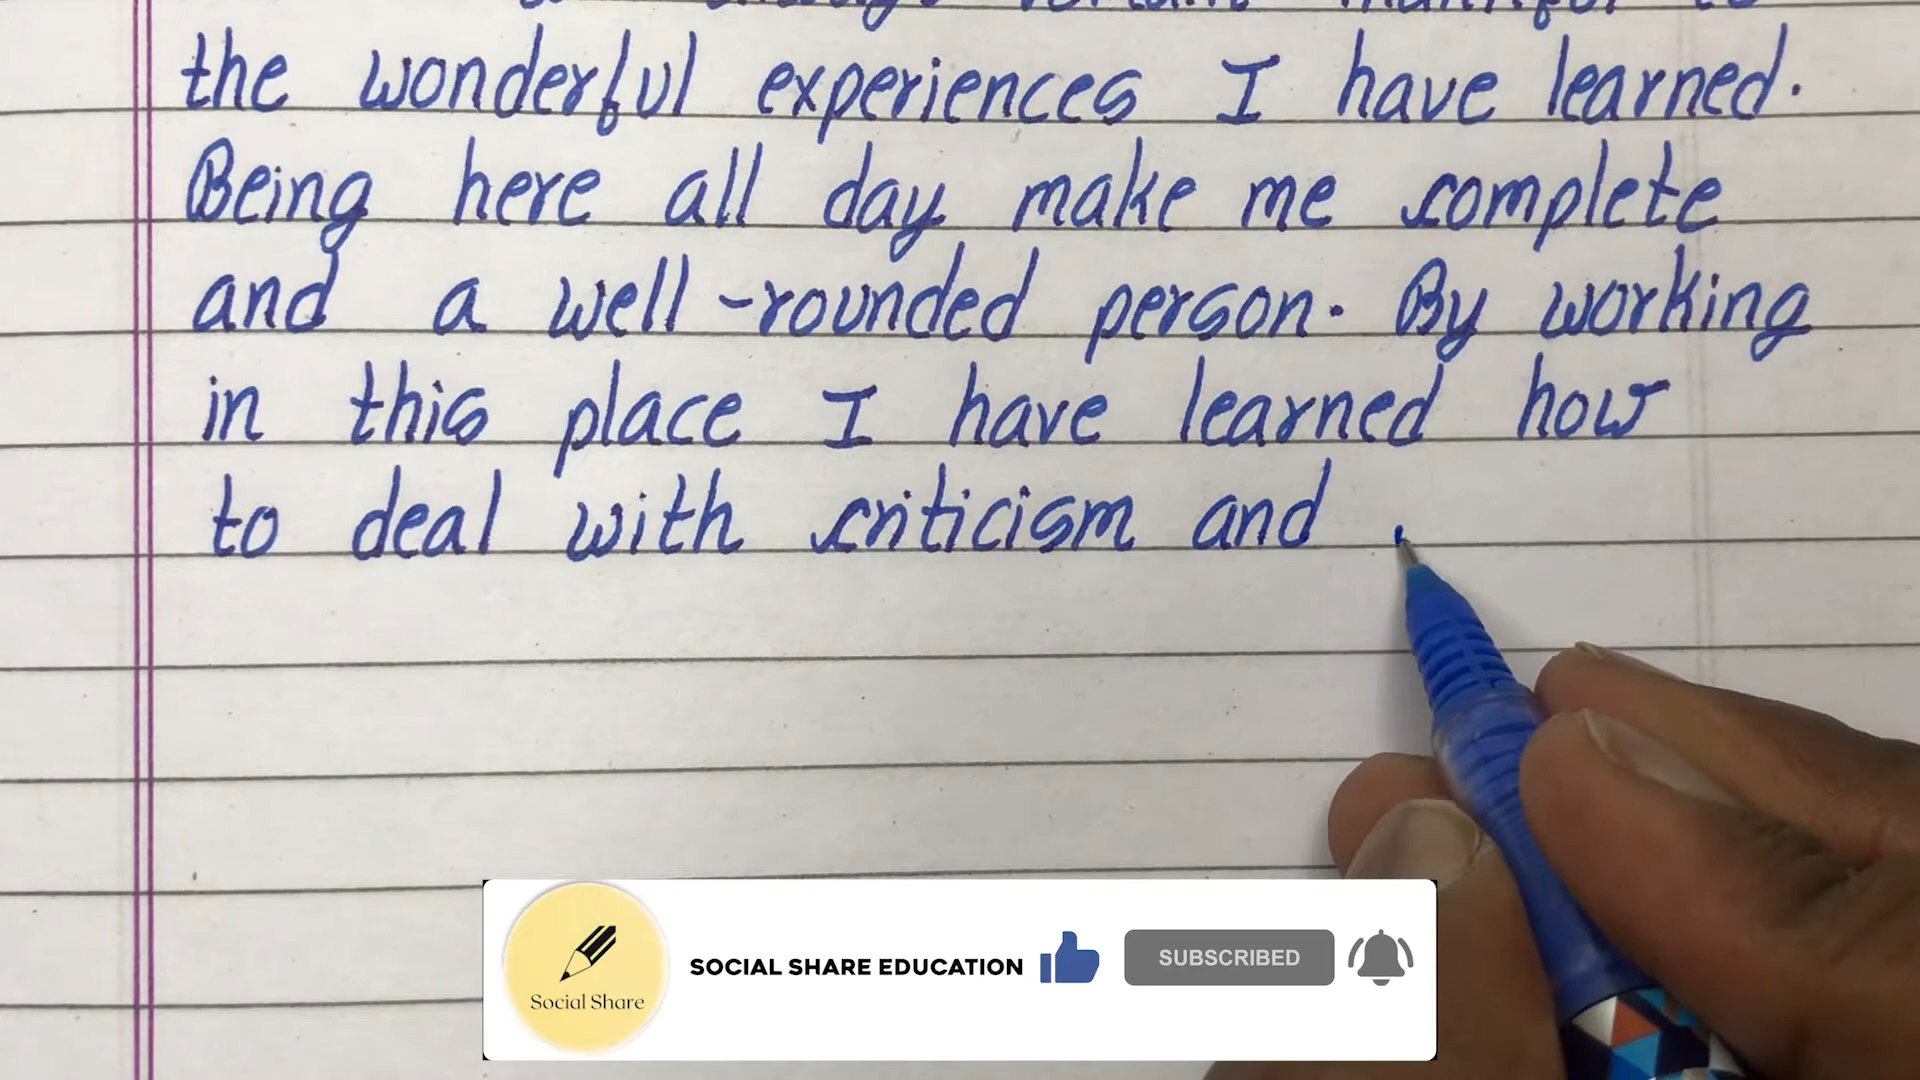 the wonderful experiences I have learned.
Being here all day make me complete
and a well-rounded person. By working
in this place I have learned how
to deal with criticism and
SOCIAL SHARE EDUCATION
SUBSCRIBED
Social Share